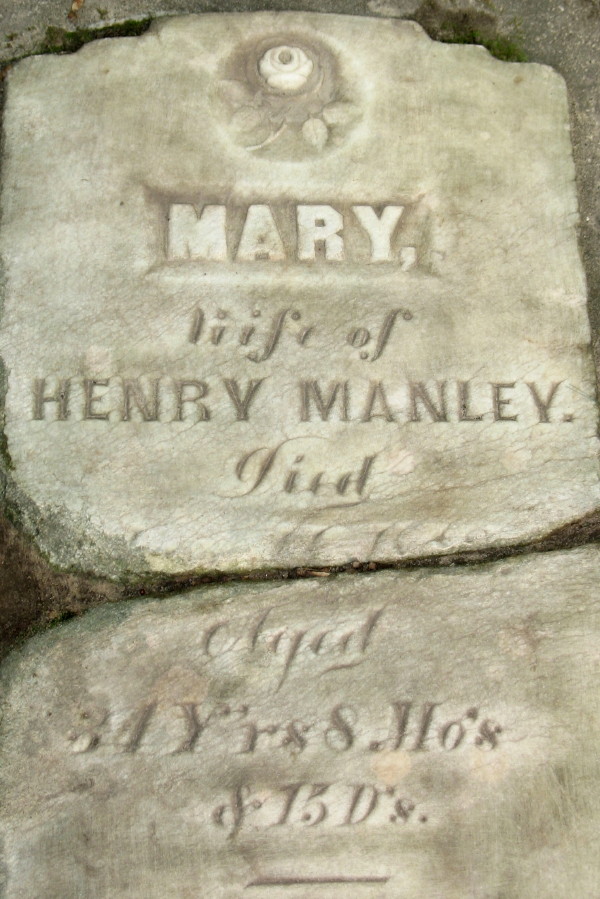 MARY,
wife of
HENRY MANLEY.
Died
Aged
34 Y'rs 8 Mo's
& 15 D's.